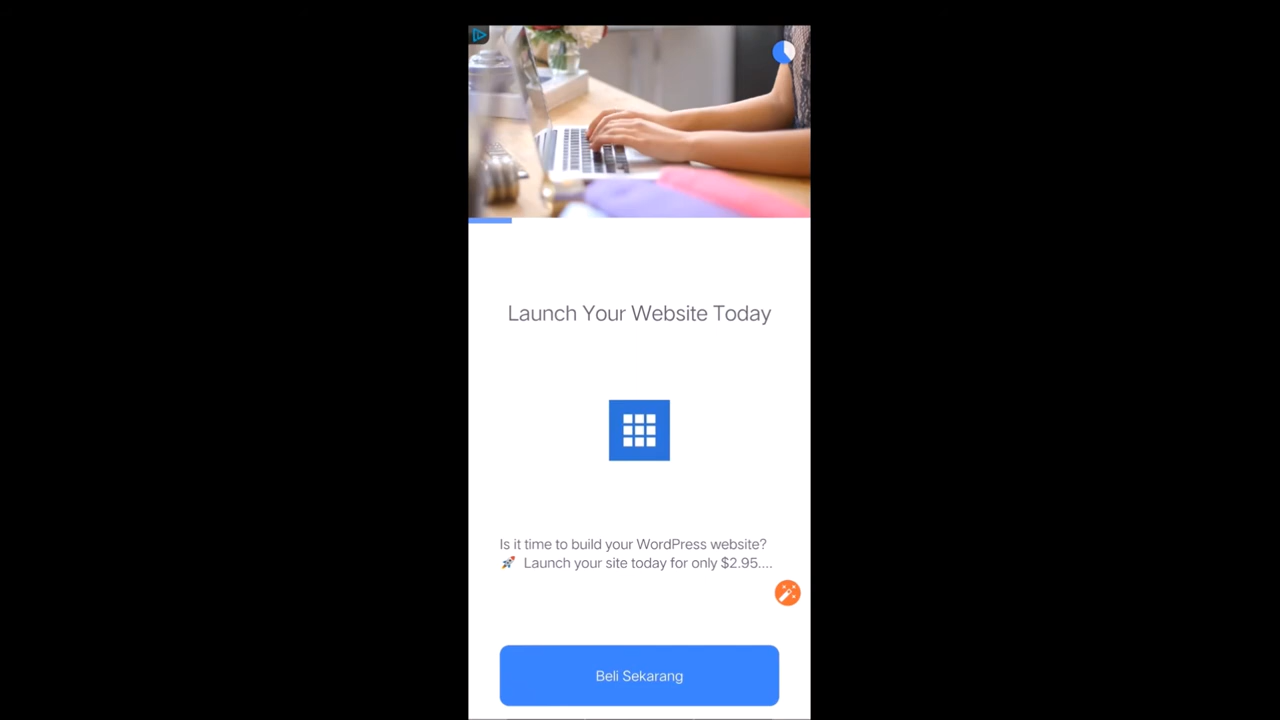 Launch Your Website Today
Is it time to build your WordPress website?
🚀 Launch your site today for only $2.95....
Beli Sekarang